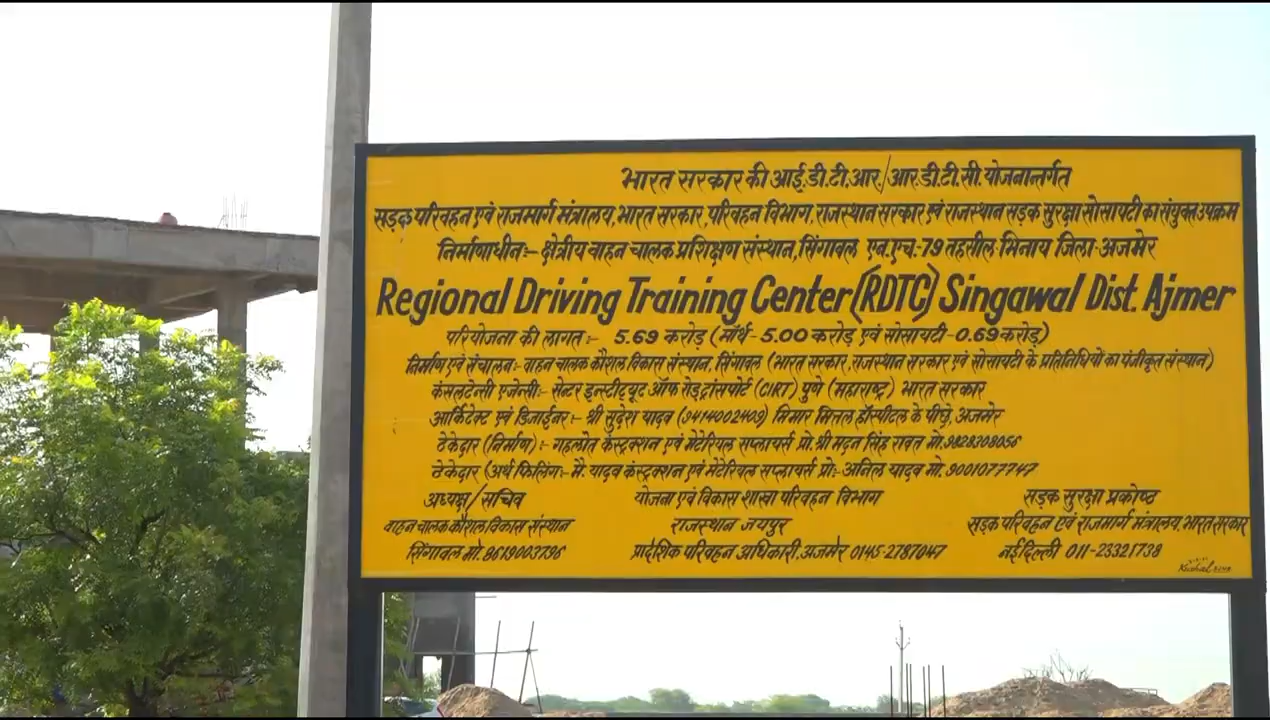 भारत सरकार की आई.डी.टी.आर./आर.डी.टी.सी. योजनान्तर्गत
सड़क परिवहन एवं राजमार्ग मंत्रालय, भारत सरकार, परिवहन विभाग, राजस्थान सरकार एवं राजस्थान सड़क सुरक्षा सोसायटी का संयुक्त उपक्रम
निर्माणाधीन:- क्षेत्रीय वाहन चालक प्रशिक्षण संस्थान, सिंगावल एन.एच.-79 तहसील-भिनाय जिला-अजमेर
Regional Driving Training Center (RDTC) Singawal Dist. Ajmer
परियोजना की लागत:- 5.69 करोड़ (मोर्थ-5.00 करोड़ एवं सोसायटी-0.69 करोड़)
निर्माण एवं संचालन:- वाहन चालक कौशल विकास संस्थान, सिंगावल (भारत सरकार, राजस्थान सरकार एवं सोसायटी के प्रतिनिधियों का पंजीकृत संस्थान)
कंसलटेन्सी एजेन्सी:- सेन्टर इन्स्टीट्यूट ऑफ रोड़ ट्रांसपोर्ट (CIRT) पुणे (महाराष्ट्र) भारत सरकार
आर्किटेक्ट एवं डिजाईनर:- श्री सुदेश यादव (9414002409) नियर मित्तल हॉस्पीटल के पीछे, अजमेर
ठेकेदार (निर्माण):- गहलोत कंस्ट्रक्शन एवं मेटेरियल सप्लायर्स प्रो. श्री मदन सिंह रावत मो. 9828308056
ठेकेदार (अर्थ फिलिंग:- मे. यादव कंस्ट्रक्शन एवं मेटेरियल सप्लायर्स प्रो:- अनिल यादव मो. 9001077747
अध्यक्ष/सचिव योजना एवं विकास शाखा परिवहन विभाग सड़क सुरक्षा प्रकोष्ठ
वाहन चालक कौशल विकास संस्थान राजस्थान जयपुर सड़क परिवहन एवं राजमार्ग मंत्रालय, भारत सरकार
सिंगावल मो. 8619003796 प्रादेशिक परिवहन अधिकारी, अजमेर 0145-2787047 नई दिल्ली 011-23321738